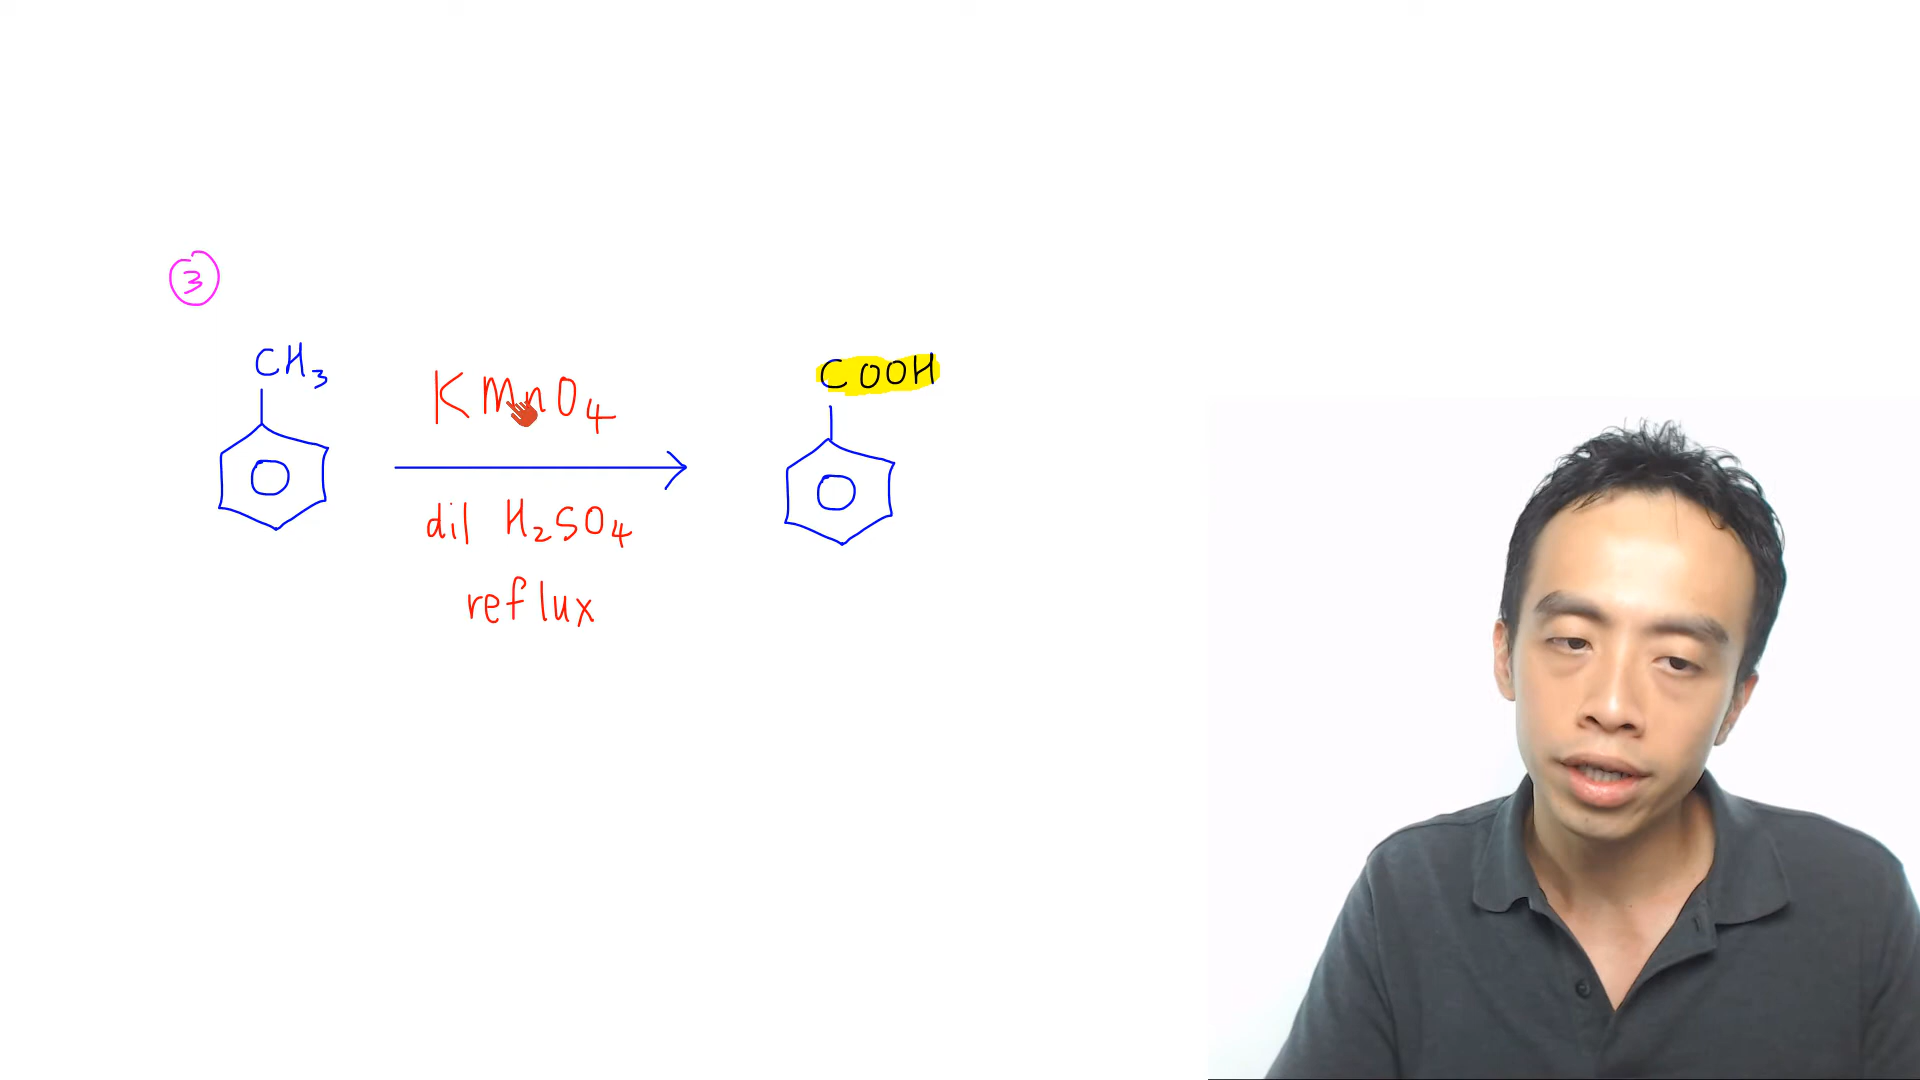 ③
CH₃
KMnO₄
dil H₂SO₄
reflux
COOH